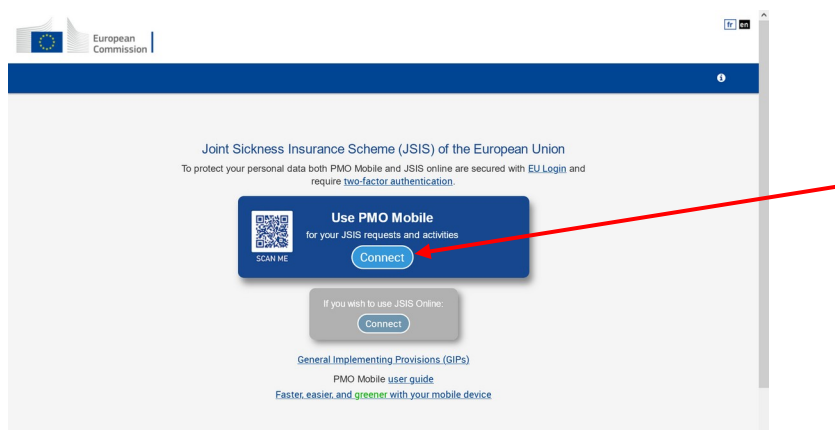 European
Commission
fr en
Joint Sickness Insurance Scheme (JSIS) of the European Union
To protect your personal data both PMO Mobile and JSIS online are secured with EU Login and
require two-factor authentication.
Use PMO Mobile
for your JSIS requests and activities
SCAN ME
Connect
If you wish to use JSIS Online:
Connect
General Implementing Provisions (GIPs)
PMO Mobile user guide
Faster, easier, and greener with your mobile device